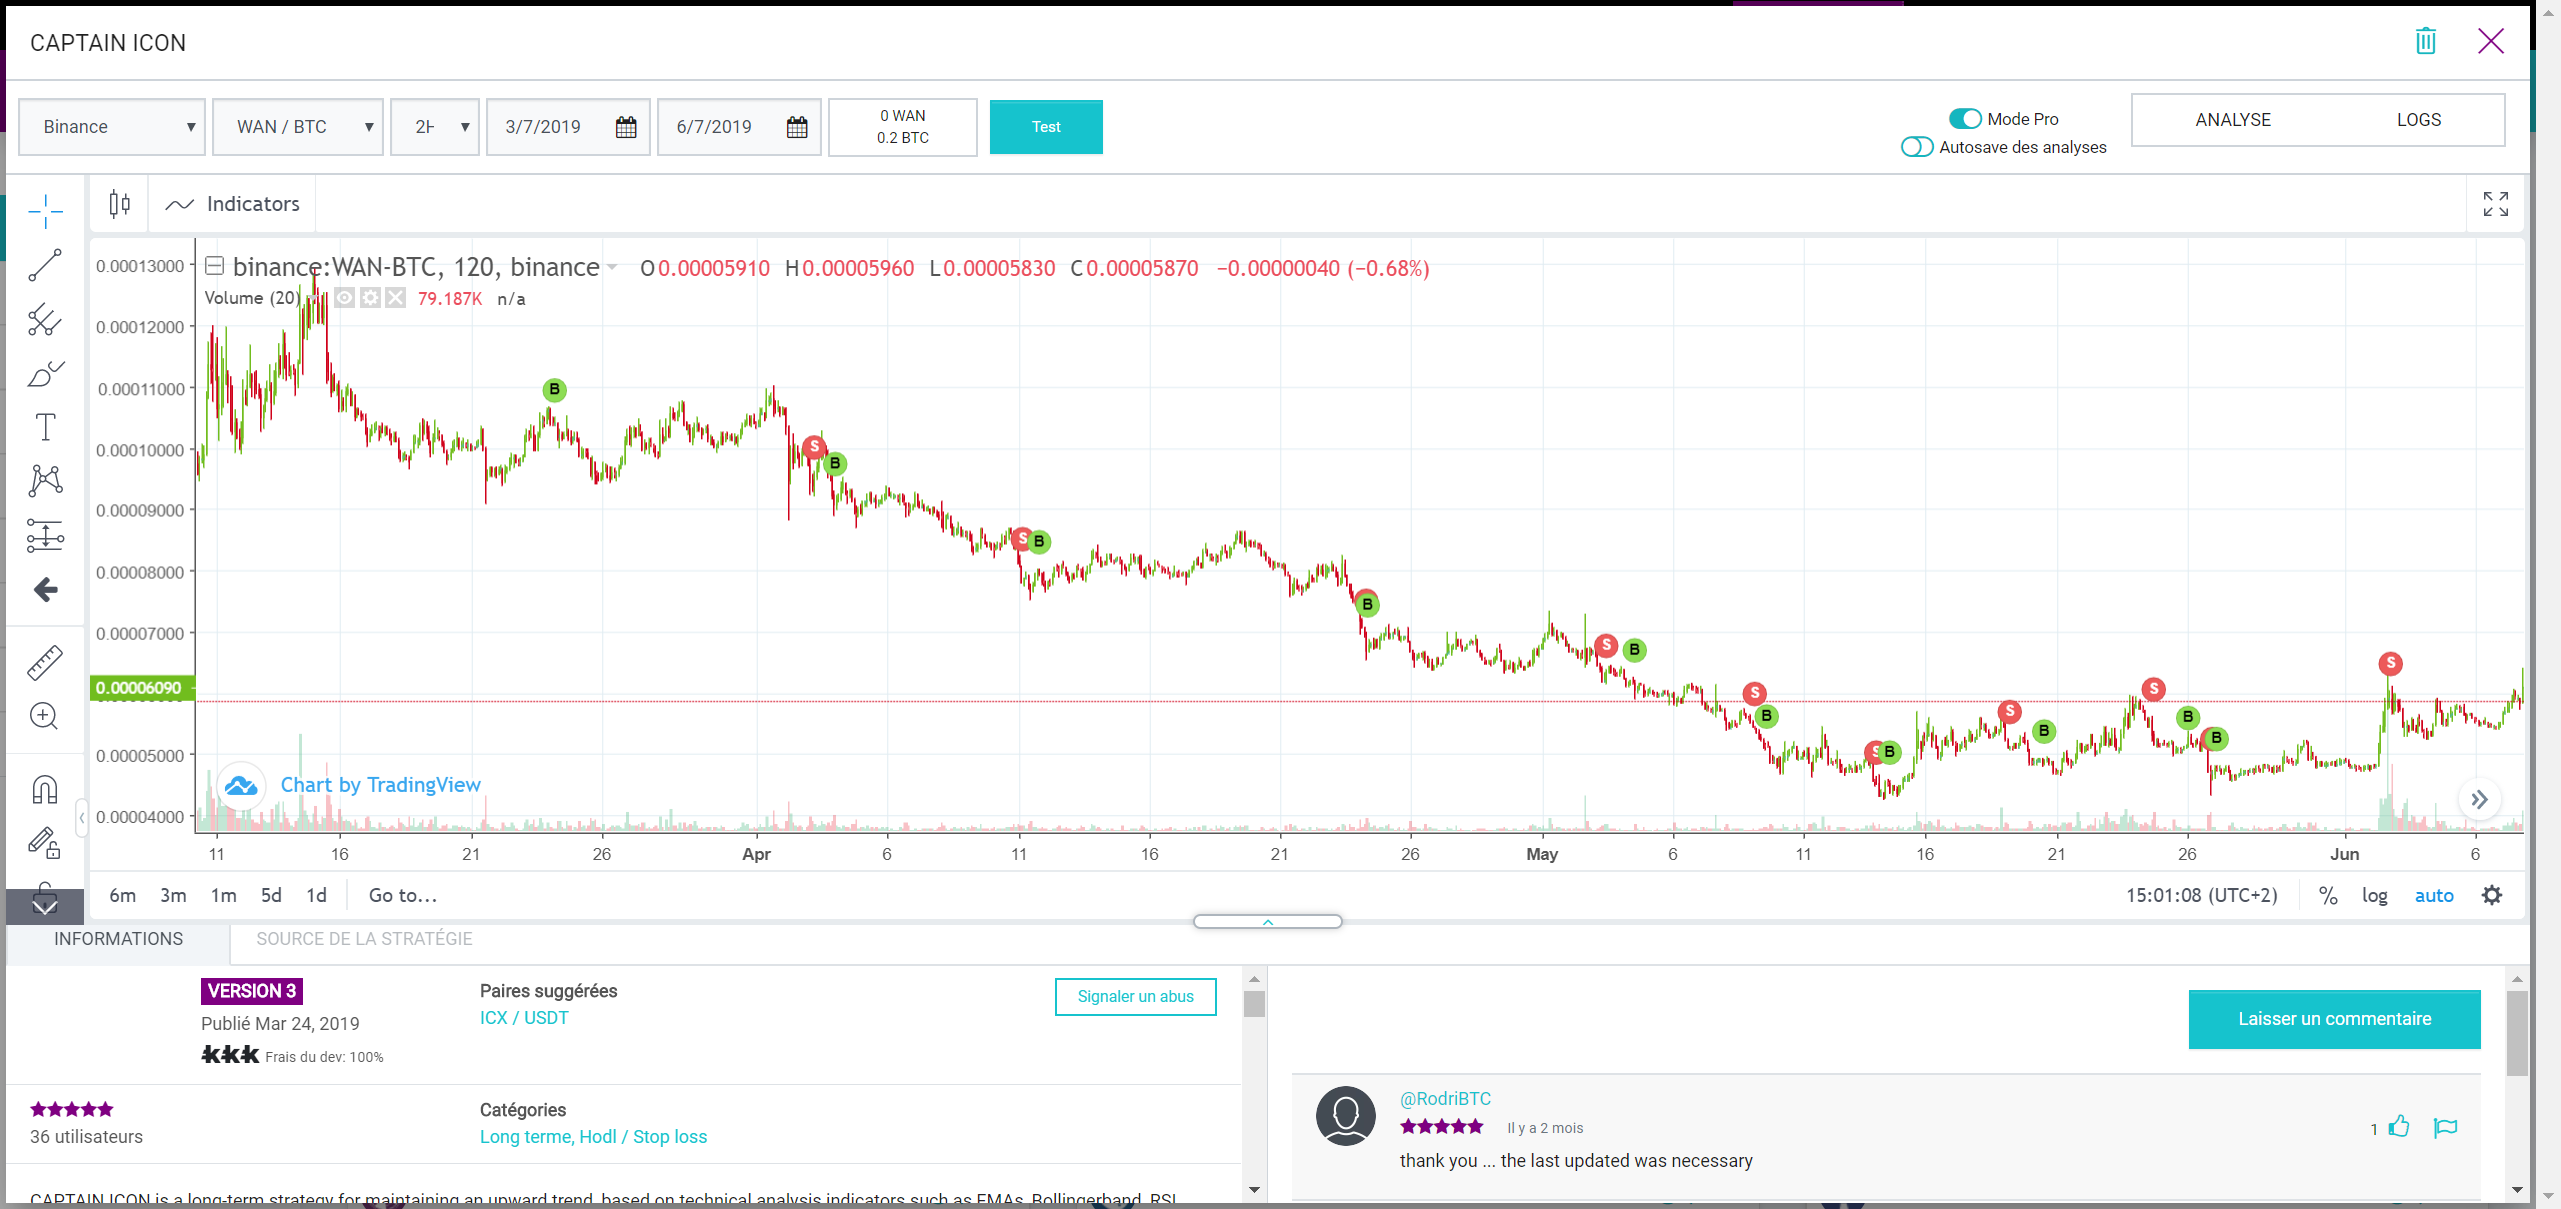 CAPTAIN ICON
Binance ▼ WAN / BTC ▼ 2H ▼ 3/7/2019 6/7/2019
0 WAN
0.2 BTC
Test
Mode Pro
Autosave des analyses
ANALYSE LOGS
Indicators
binance:WAN-BTC, 120, binance O0.00005910 H0.00005960 L0.00005830 C0.00005870 −0.00000040 (−0.68%)
Volume (20) 79.187K n/a
0.00013000
0.00012000
0.00011000
0.00010000
0.00009000
0.00008000
0.00007000
0.00006090
0.00005000
0.00004000
B
S
B
S
B
B
S
B
S
B
S
B
S
B
S
B
B
S
Chart by TradingView
11 16 21 26 Apr 6 11 16 21 26 May 6 11 16 21 26 Jun 6
6m 3m 1m 5d 1d Go to...
15:01:08 (UTC+2) % log auto
INFORMATIONS SOURCE DE LA STRATÉGIE
VERSION 3
Publié Mar 24, 2019
Frais du dev: 100%
Paires suggérées
ICX / USDT
Signaler un abus
36 utilisateurs
Catégories
Long terme, Hodl / Stop loss
CAPTAIN ICON is a long-term strategy for maintaining an upward trend, based on technical analysis indicators such as EMAs, Bollingerband, RSI
Laisser un commentaire
@RodriBTC
Il y a 2 mois
1
thank you ... the last updated was necessary